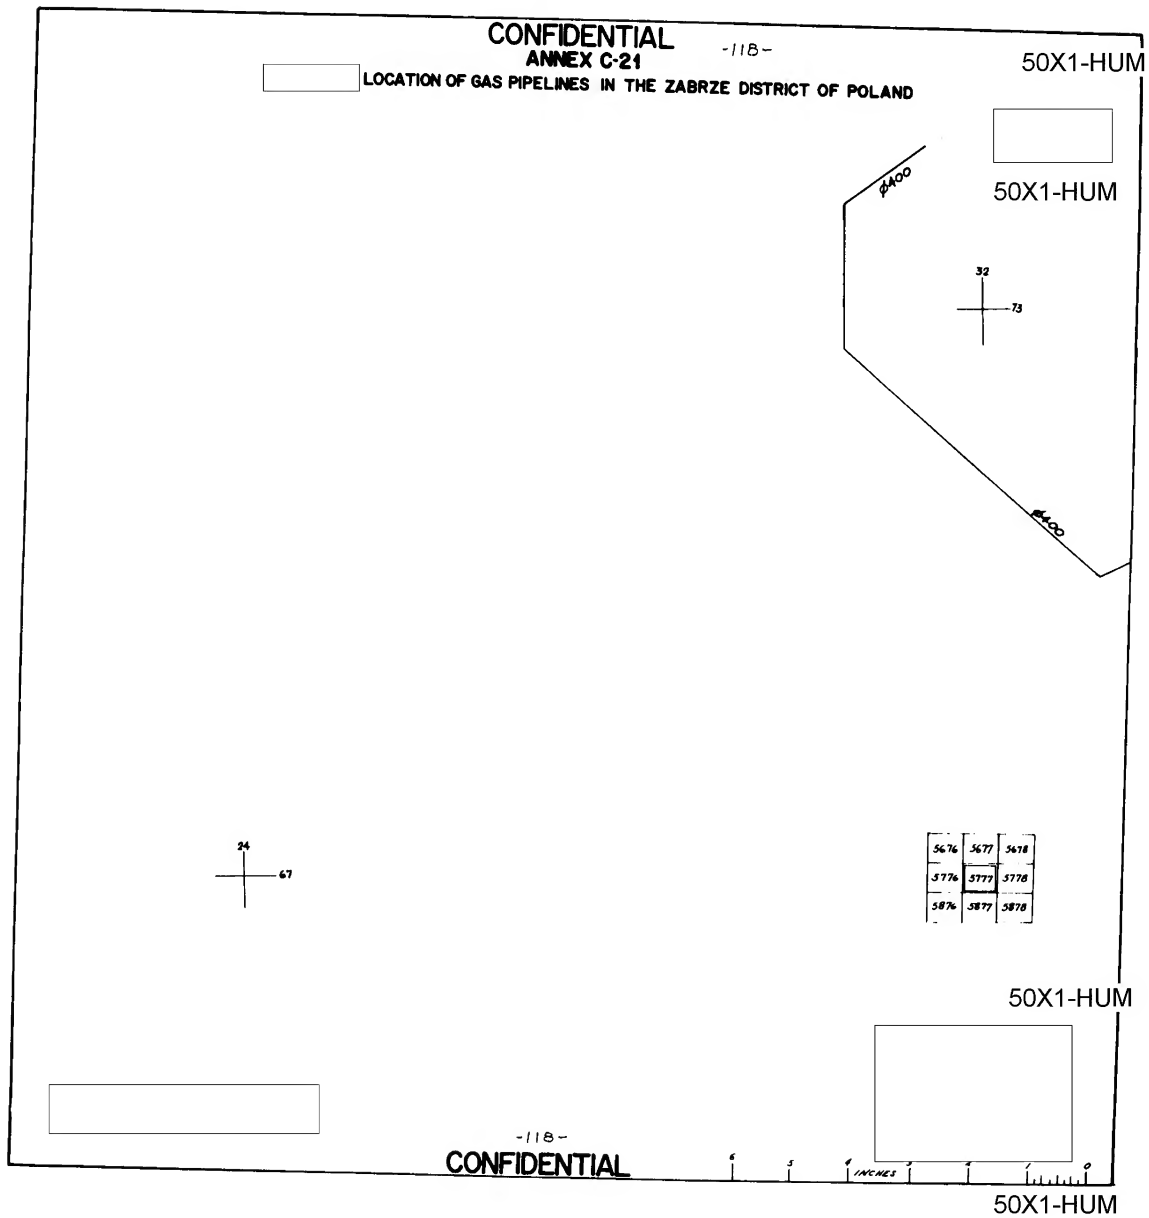 CONFIDENTIAL
-118-
ANNEX C-21
50X1-HUM
LOCATION OF GAS PIPELINES IN THE ZABRZE DISTRICT OF POLAND
ø400
50X1-HUM
32
73
ø400
24
67
5676 5677 5678
5776 5777 5778
5876 5877 5878
50X1-HUM
-118-
CONFIDENTIAL
6 5 4 3 2 1 0
INCHES
50X1-HUM